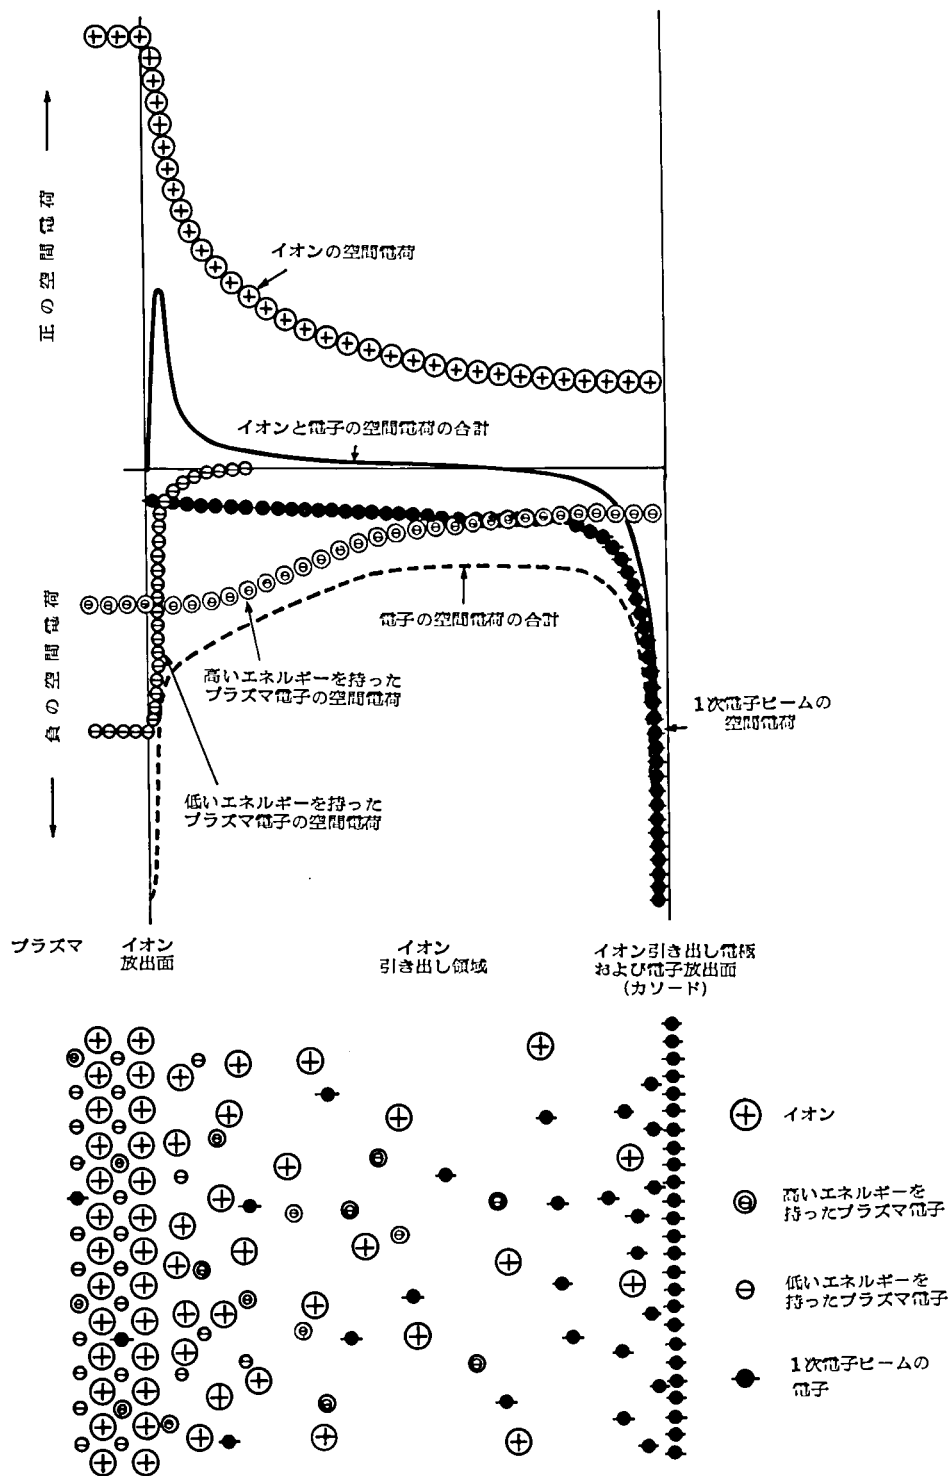 イオンの空間電荷
正の空間電荷
イオンと電子の空間電荷の合計
電子の空間電荷の合計
負の空間電荷
高いエネルギーを持った
プラズマ電子の空間電荷
1次電子ビームの
空間電荷
低いエネルギーを持った
プラズマ電子の空間電荷
プラズマ
イオン
放出面
イオン
引き出し領域
イオン引き出し電極
および電子放出面
(カソード)
イオン
高いエネルギーを
持ったプラズマ電子
低いエネルギーを
持ったプラズマ電子
1次電子ビームの
電子